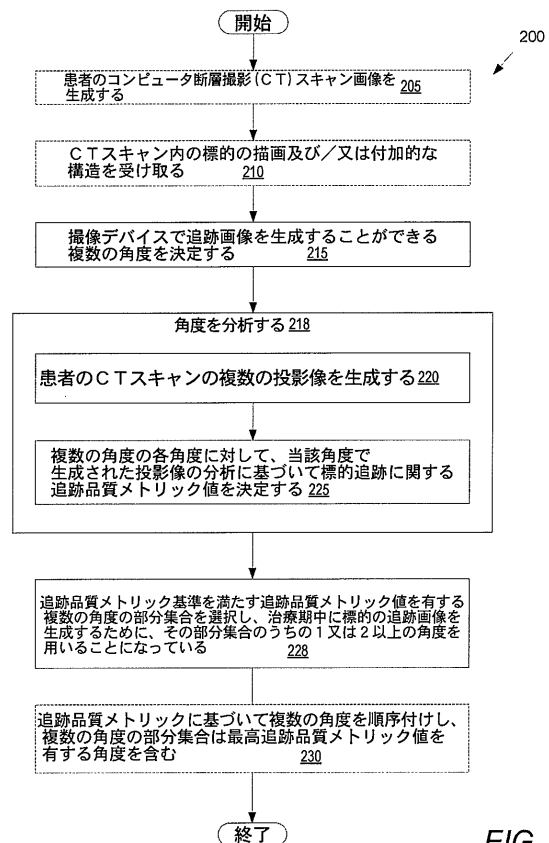 開始
200
患者のコンピュータ断層撮影(CT)スキャン画像を
生成する 205
CTスキャン内の標的の描画及び/又は付加的な
構造を受け取る 210
撮像デバイスで追跡画像を生成することができる
複数の角度を決定する 215
角度を分析する 218
患者のCTスキャンの複数の投影像を生成する 220
複数の角度の各角度に対して、当該角度で
生成された投影像の分析に基づいて標的追跡に関する
追跡品質メトリック値を決定する 225
追跡品質メトリック基準を満たす追跡品質メトリック値を有する
複数の角度の部分集合を選択し、治療期中に標的の追跡画像を
生成するために、その部分集合のうちの1又は2以上の角度を
用いることになっている 228
追跡品質メトリックに基づいて複数の角度を順序付けし、
複数の角度の部分集合は最高追跡品質メトリック値を
有する角度を含む 230
終了
FIG